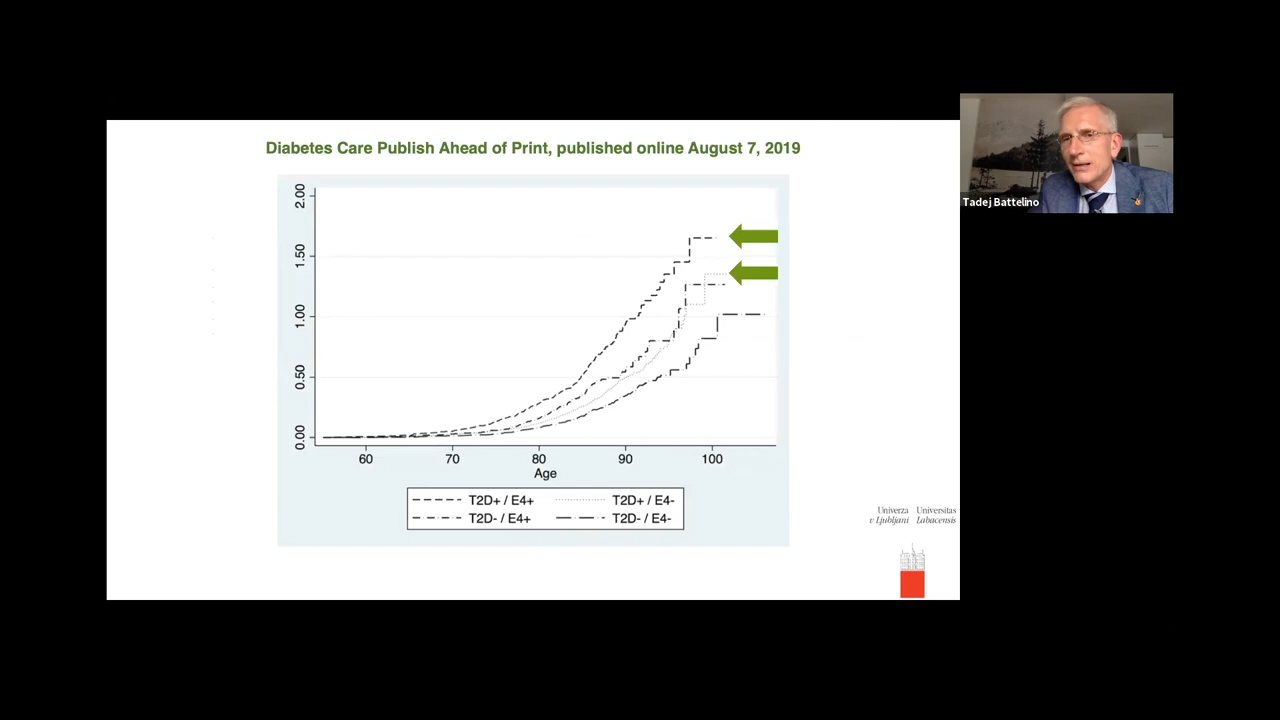 Diabetes Care Publish Ahead of Print, published online August 7, 2019
Tadej Battelino
2.00
1.50
1.00
0.50
0.00
60 70 80 90 100
Age
T2D+ / E4+ T2D+ / E4-
T2D- / E4+ T2D- / E4-
Univerza Universitas
v Ljubljani Labacensis